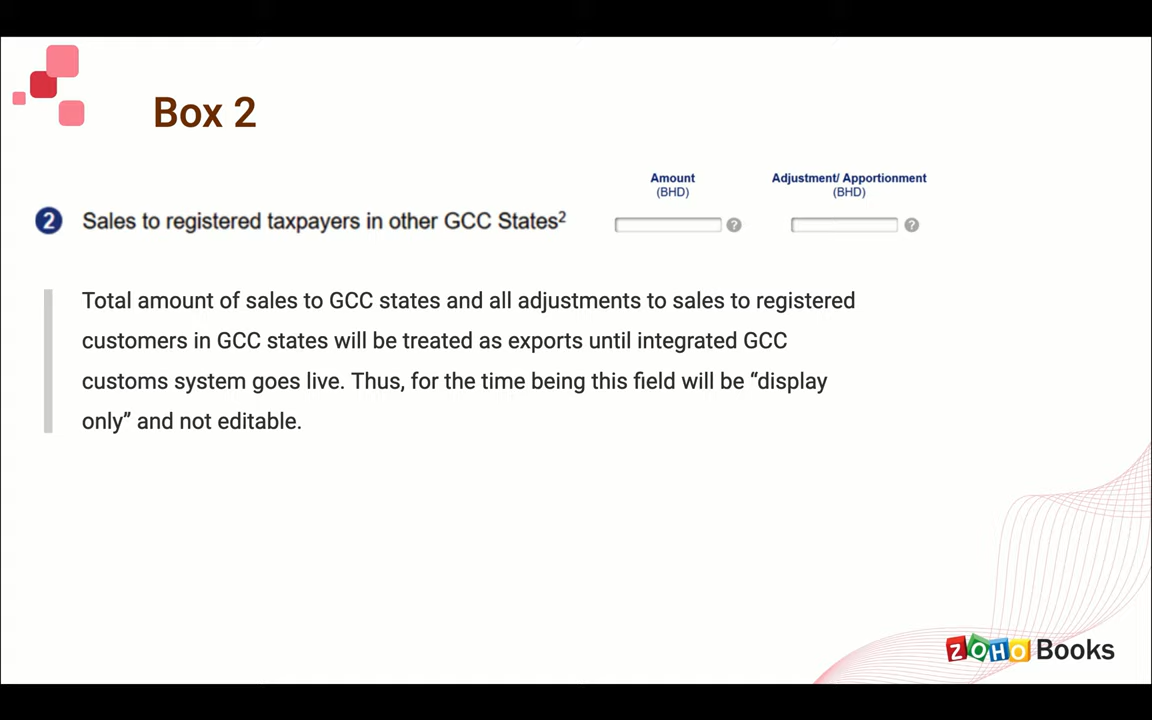 Box 2
Amount
(BHD)
Adjustment/ Apportionment
(BHD)
2 Sales to registered taxpayers in other GCC States² ? ?
Total amount of sales to GCC states and all adjustments to sales to registered
customers in GCC states will be treated as exports until integrated GCC
customs system goes live. Thus, for the time being this field will be “display
only” and not editable.
ZOHO Books